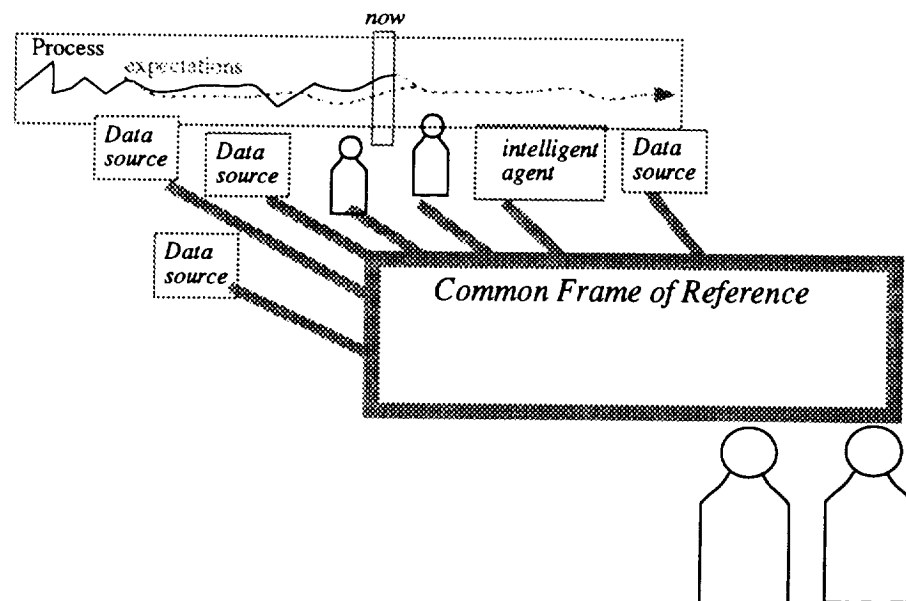 now
Process
expectations
Data
source
Data
source
intelligent
agent
Data
source
Data
source
Common Frame of Reference